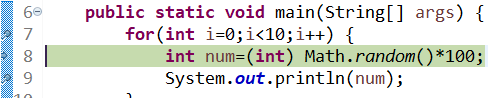 6 public static void main(String[] args) {
7 for(int i=0;i<10;i++) {
8 int num=(int) Math.random()*100;
9 System.out.println(num);